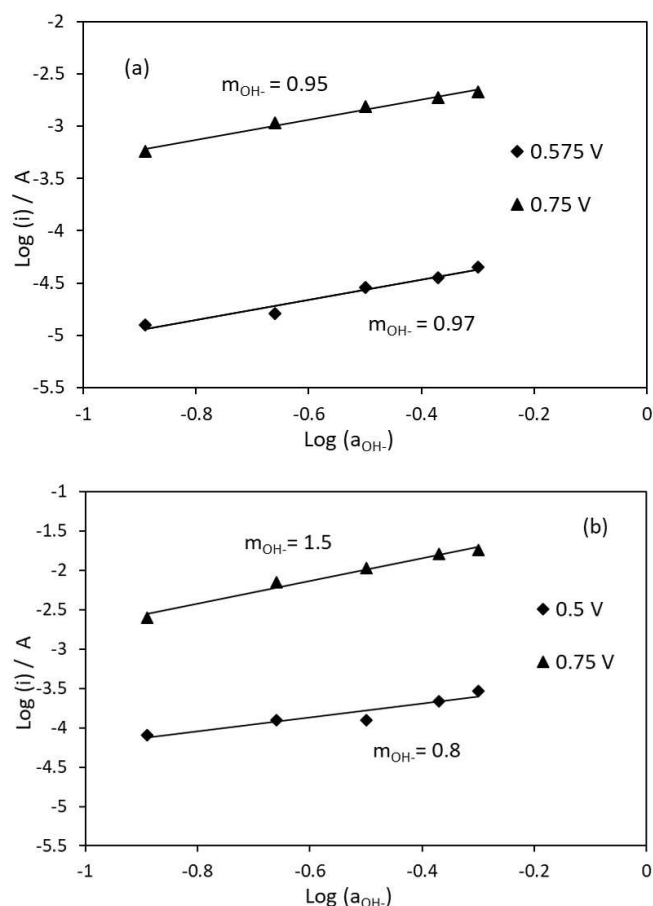 -2
(a)
-2.5
m_OH- = 0.95
-3
0.575 V
-3.5
0.75 V
-4
-4.5
-5
m_OH- = 0.97
-5.5
-1 -0.8 -0.6 -0.4 -0.2 0
Log (a_OH-)
Log (i) / A
-1
(b)
-1.5
m_OH- = 1.5
-2
-2.5
0.5 V
-3
0.75 V
-3.5
-4
m_OH- = 0.8
-4.5
-5
-5.5
-1 -0.8 -0.6 -0.4 -0.2 0
Log (a_OH-)
Log (i) / A